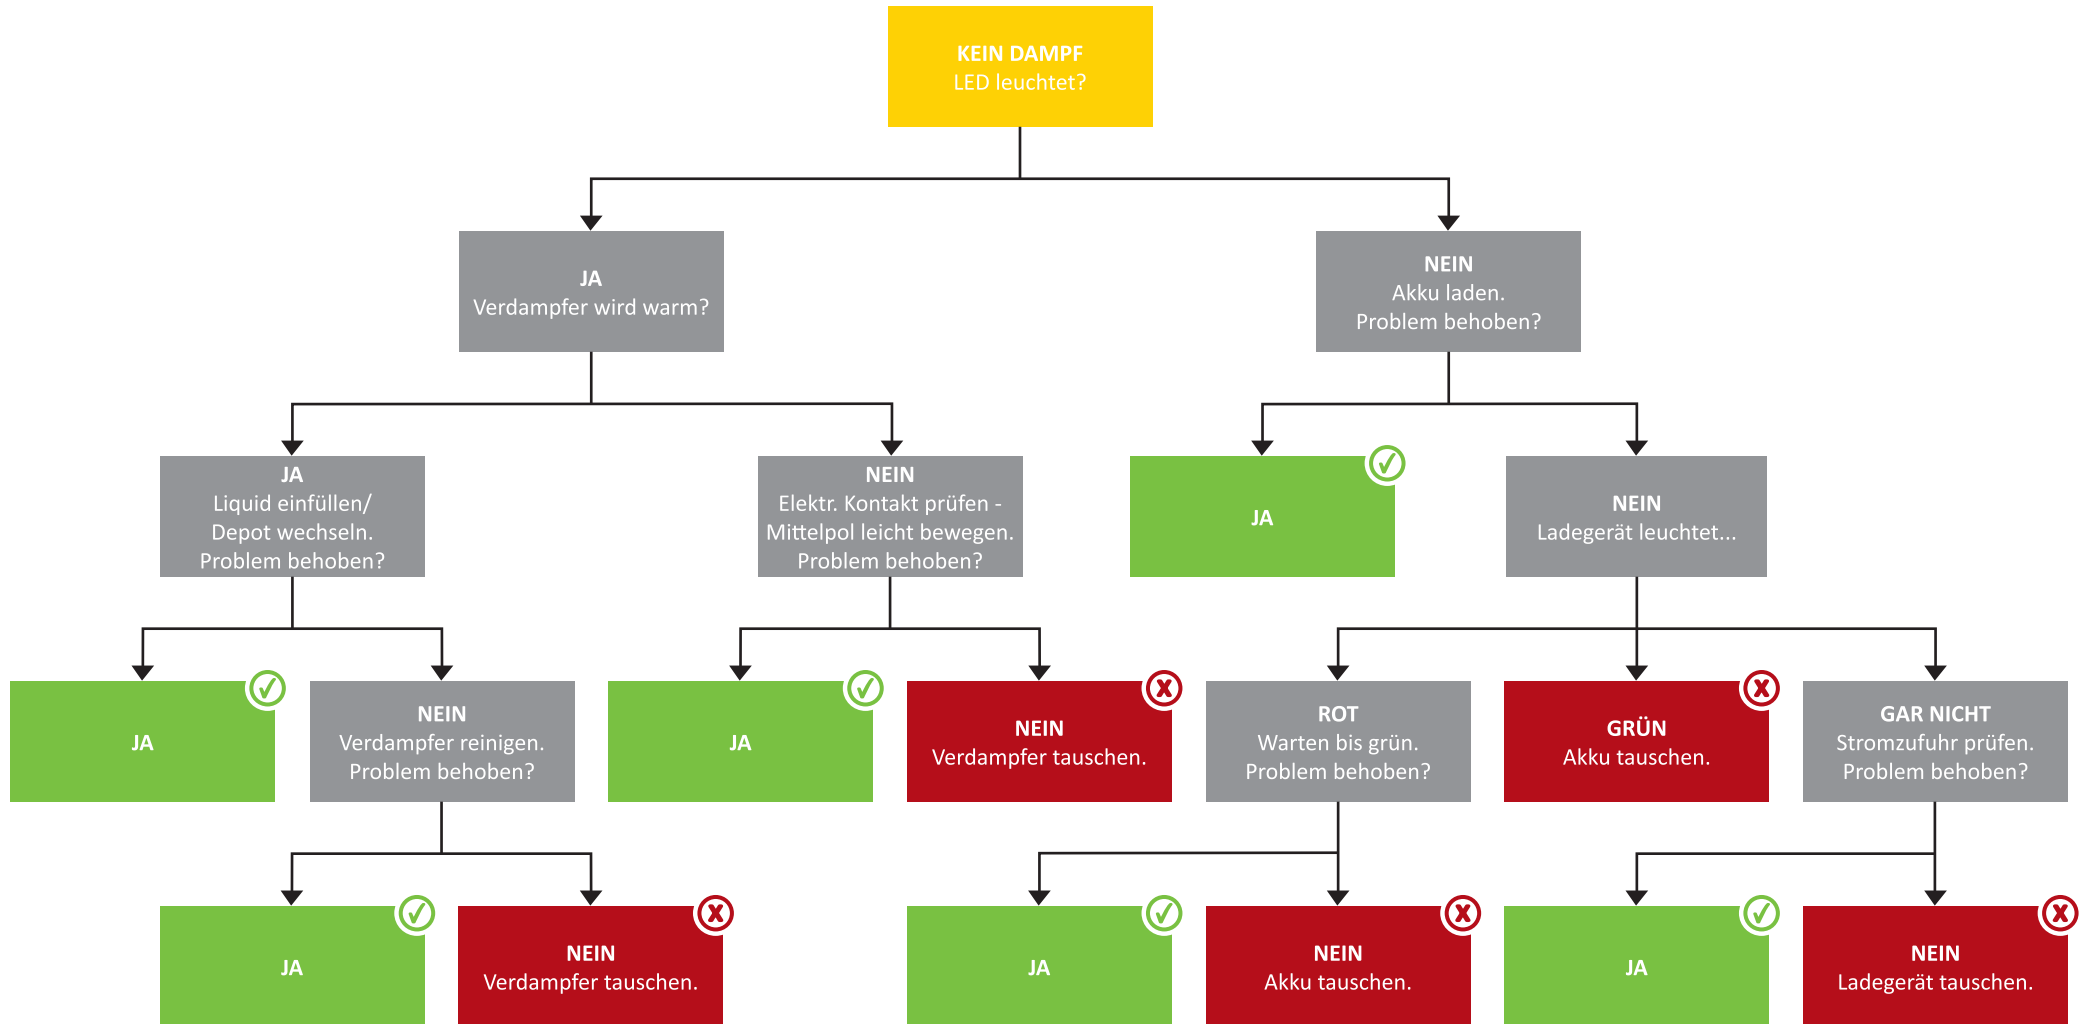 KEIN DAMPF
LED leuchtet?
JA
Verdampfer wird warm?
NEIN
Akku laden.
Problem behoben?
JA
Liquid einfüllen/
Depot wechseln.
Problem behoben?
NEIN
Elektr. Kontakt prüfen -
Mittelpol leicht bewegen.
Problem behoben?
JA
NEIN
Ladegerät leuchtet...
JA
NEIN
Verdampfer reinigen.
Problem behoben?
JA
NEIN
Verdampfer tauschen.
ROT
Warten bis grün.
Problem behoben?
GRÜN
Akku tauschen.
GAR NICHT
Stromzufuhr prüfen.
Problem behoben?
JA
NEIN
Verdampfer tauschen.
JA
NEIN
Akku tauschen.
JA
NEIN
Ladegerät tauschen.